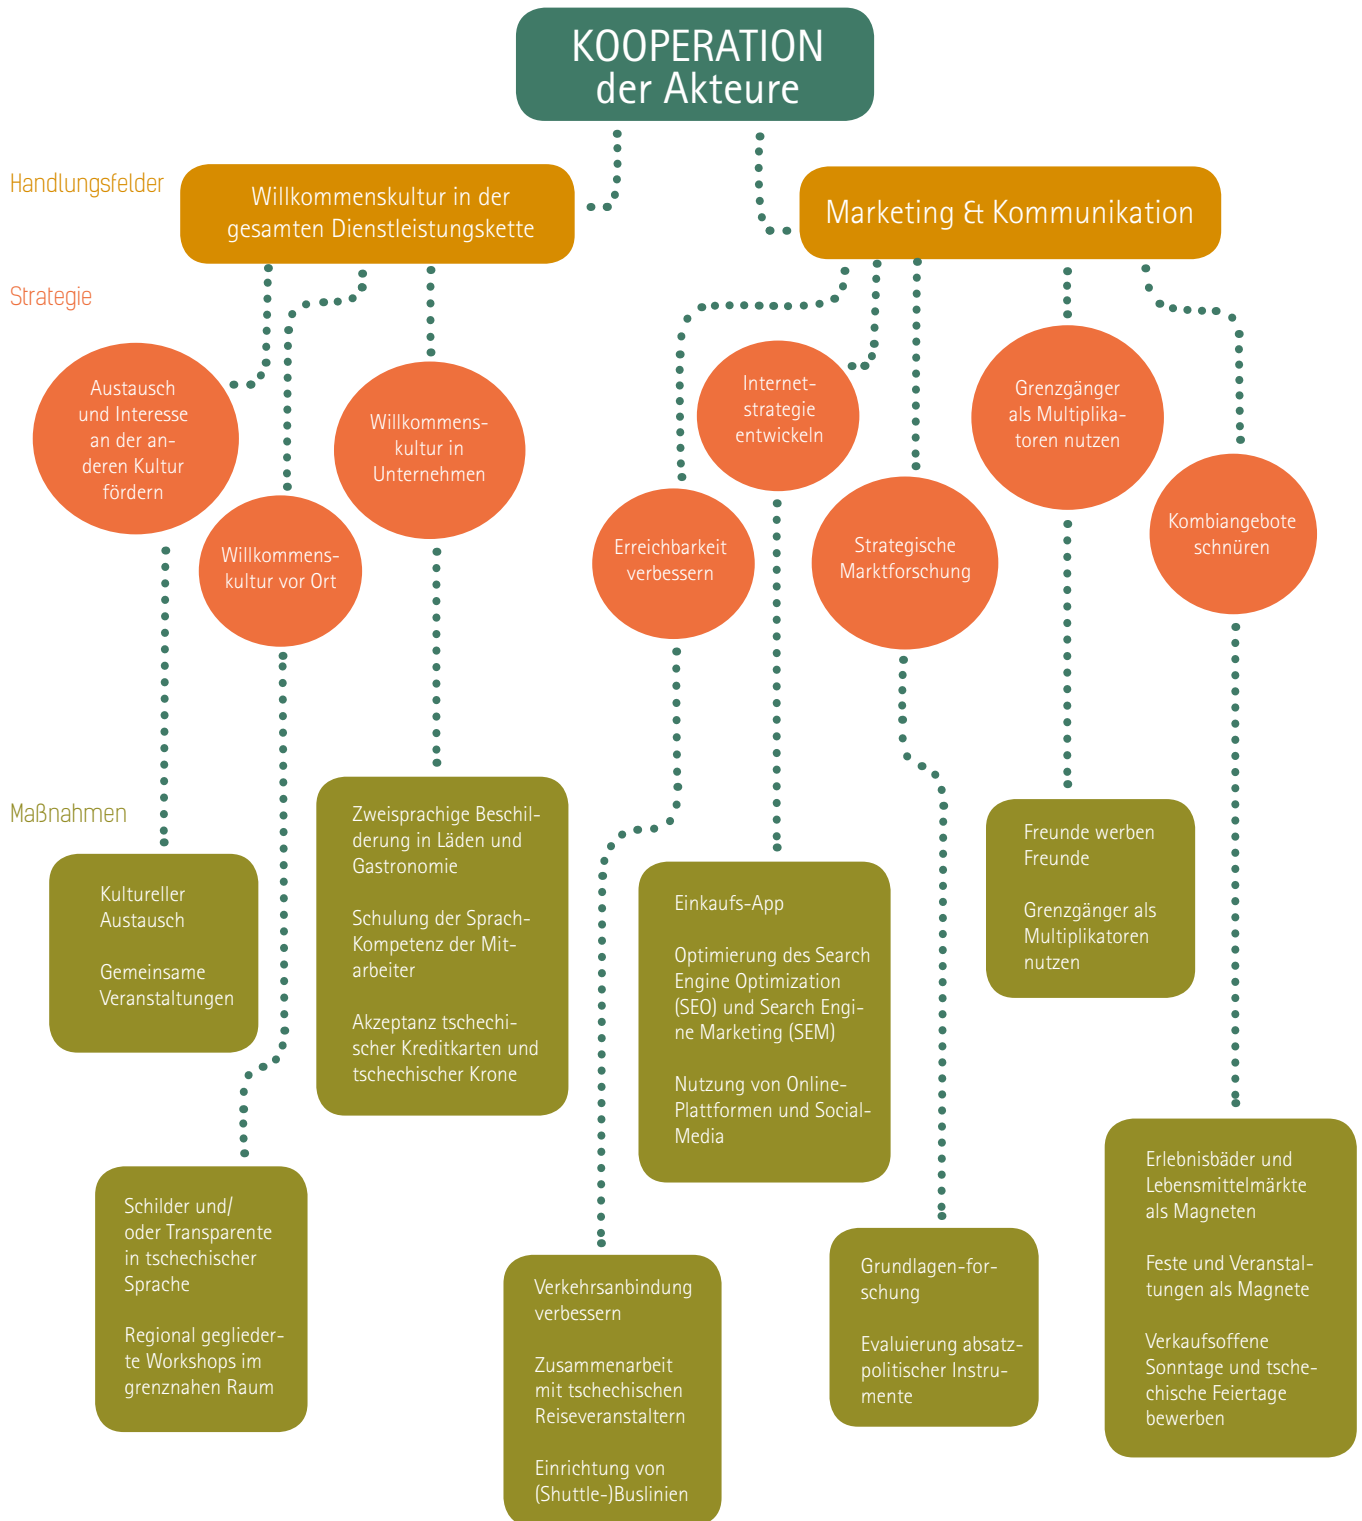 KOOPERATION
der Akteure
Handlungsfelder
Willkommenskultur in der
gesamten Dienstleistungskette
Marketing & Kommunikation
Strategie
Austausch
und Interesse
an der an-
deren Kultur
fördern
Willkommens-
kultur vor Ort
Willkommens-
kultur in
Unternehmen
Erreichbarkeit
verbessern
Internet-
strategie
entwickeln
Strategische
Marktforschung
Grenzgänger
als Multiplika-
toren nutzen
Kombiangebote
schnüren
Maßnahmen
Kultureller
Austausch
Gemeinsame
Veranstaltungen
Schilder und/
oder Transparente
in tschechischer
Sprache
Regional geglieder-
te Workshops im
grenznahen Raum
Zweisprachige Beschil-
derung in Läden und
Gastronomie
Schulung der Sprach-
Kompetenz der Mit-
arbeiter
Akzeptanz tschechi-
scher Kreditkarten und
tschechischer Krone
Verkehrsanbindung
verbessern
Zusammenarbeit
mit tschechischen
Reiseveranstaltern
Einrichtung von
(Shuttle-)Buslinien
Einkaufs-App
Optimierung des Search
Engine Optimization
(SEO) und Search Engi-
ne Marketing (SEM)
Nutzung von Online-
Plattformen und Social-
Media
Grundlagen-for-
schung
Evaluierung absatz-
politischer Instru-
mente
Freunde werben
Freunde
Grenzgänger als
Multiplikatoren
nutzen
Erlebnisbäder und
Lebensmittelmärkte
als Magneten
Feste und Veranstal-
tungen als Magnete
Verkaufsoffene
Sonntage und tsche-
chische Feiertage
bewerben